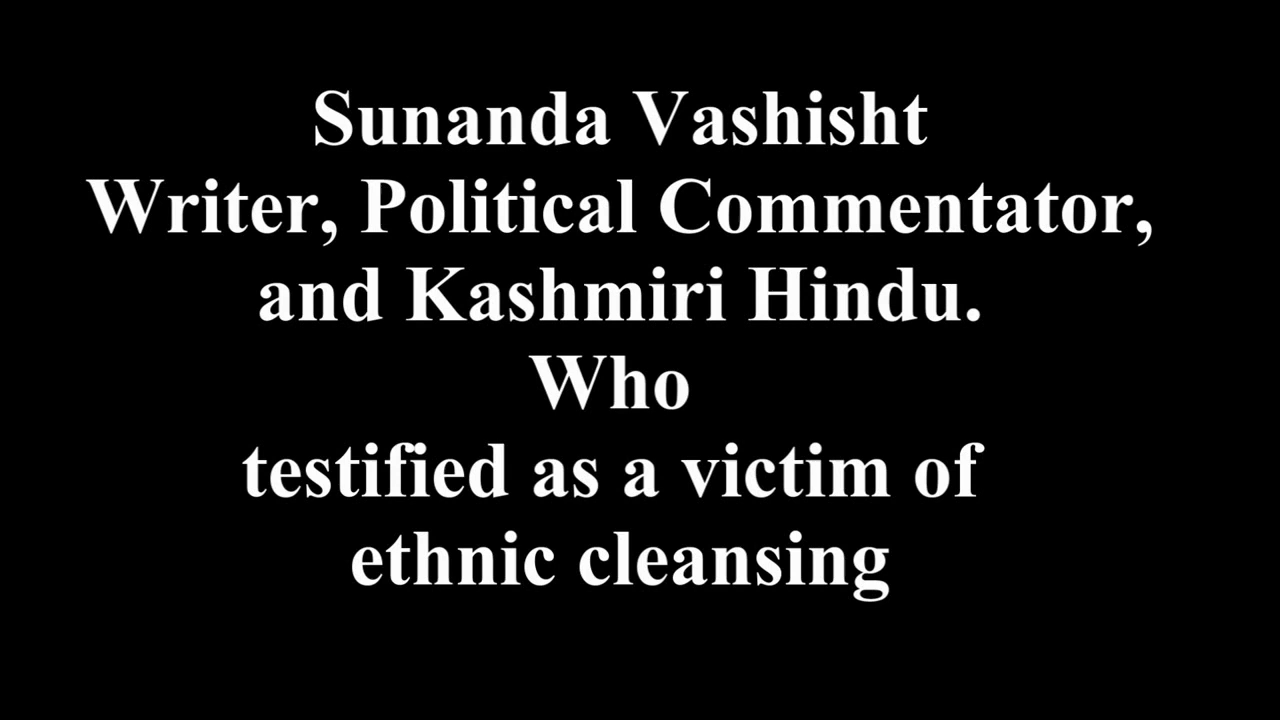 Sunanda Vashisht
Writer, Political Commentator,
and Kashmiri Hindu.
Who
testified as a victim of
ethnic cleansing